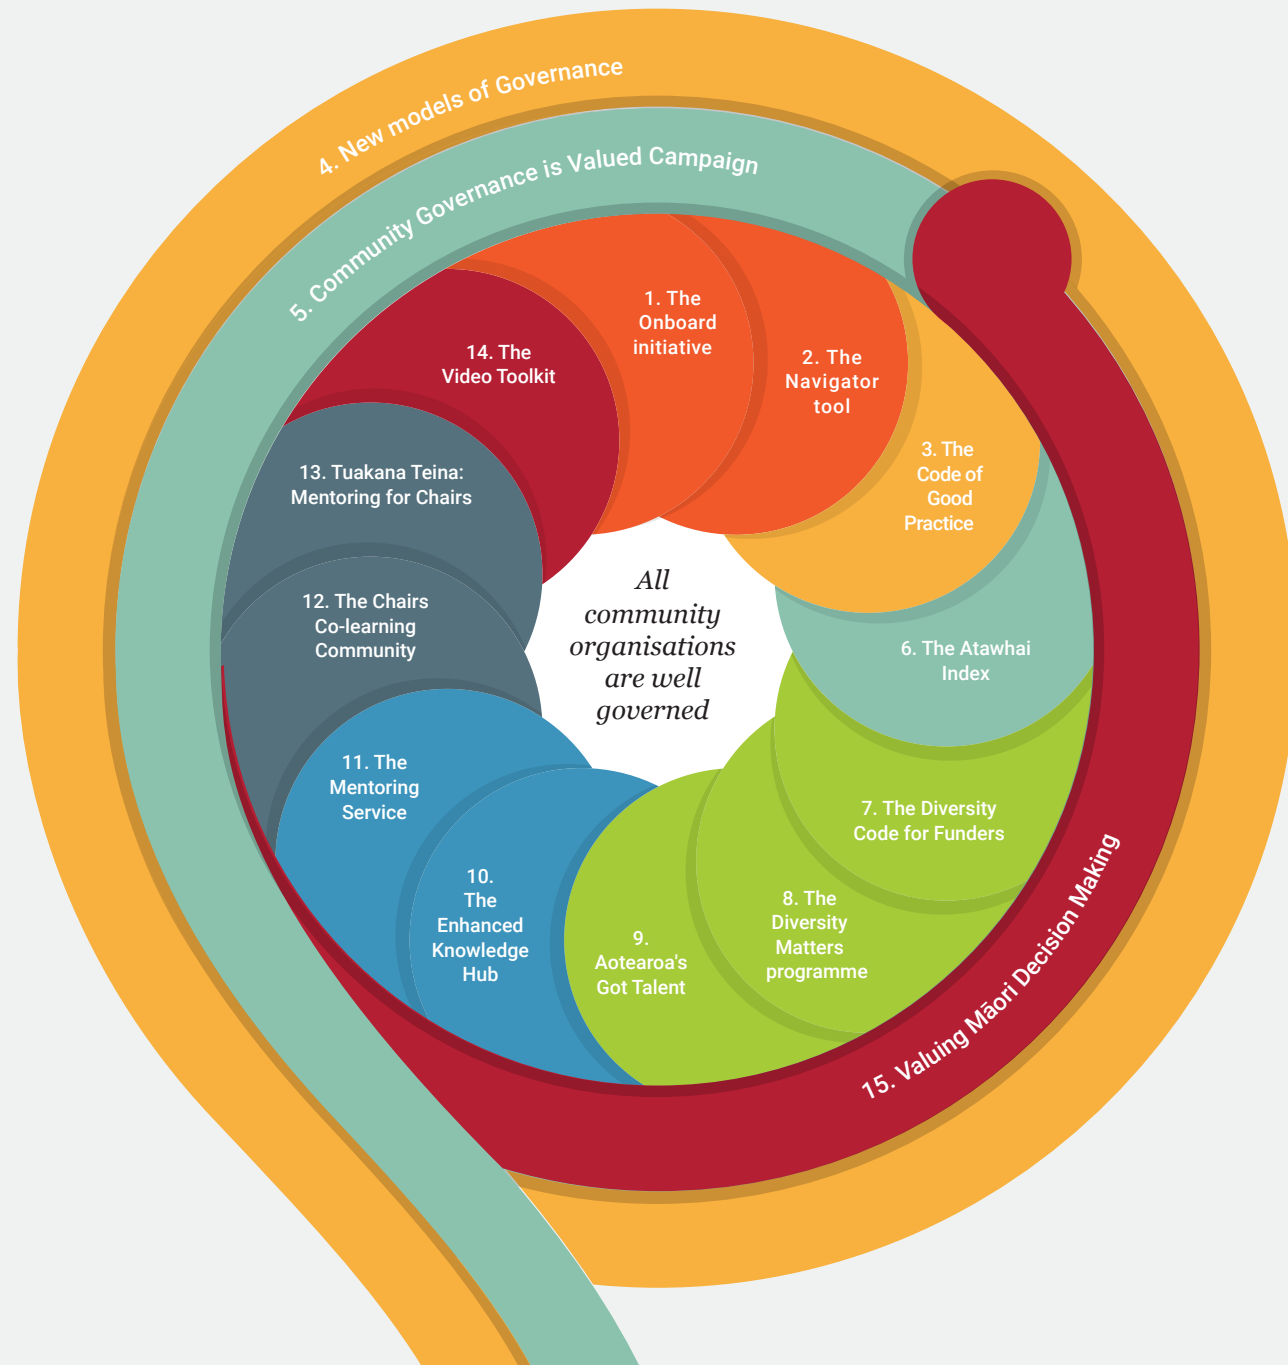 4. New models of Governance
5. Community Governance is Valued Campaign
1. The
Onboard
initiative
2. The
Navigator
tool
3. The
Code of
Good
Practice
6. The Atawhai
Index
7. The Diversity
Code for Funders
8. The
Diversity
Matters
programme
9.
Aotearoa's
Got Talent
10.
The
Enhanced
Knowledge
Hub
11. The
Mentoring
Service
12. The Chairs
Co-learning
Community
13. Tuakana Teina:
Mentoring for Chairs
14. The
Video Toolkit
15. Valuing Māori Decision Making
All
community
organisations
are well
governed